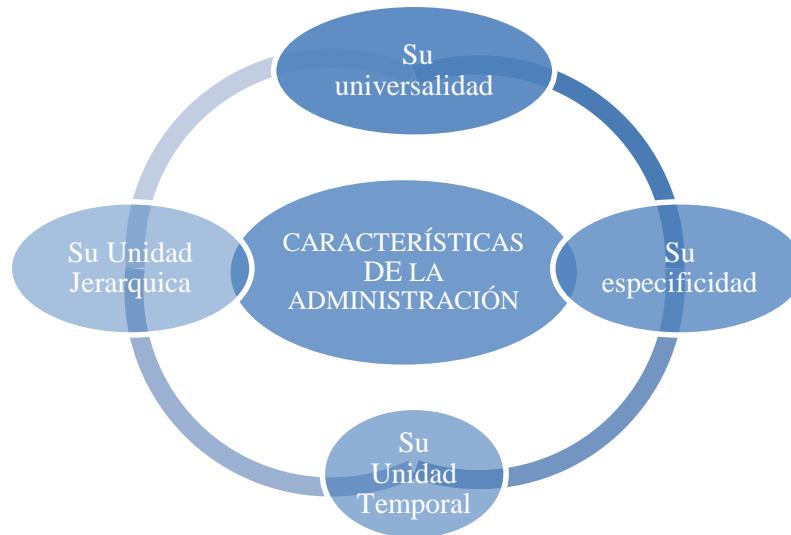 Su
universalidad
Su Unidad
Jerarquica
CARACTERÍSTICAS
DE LA
ADMINISTRACIÓN
Su
especificidad
Su
Unidad
Temporal